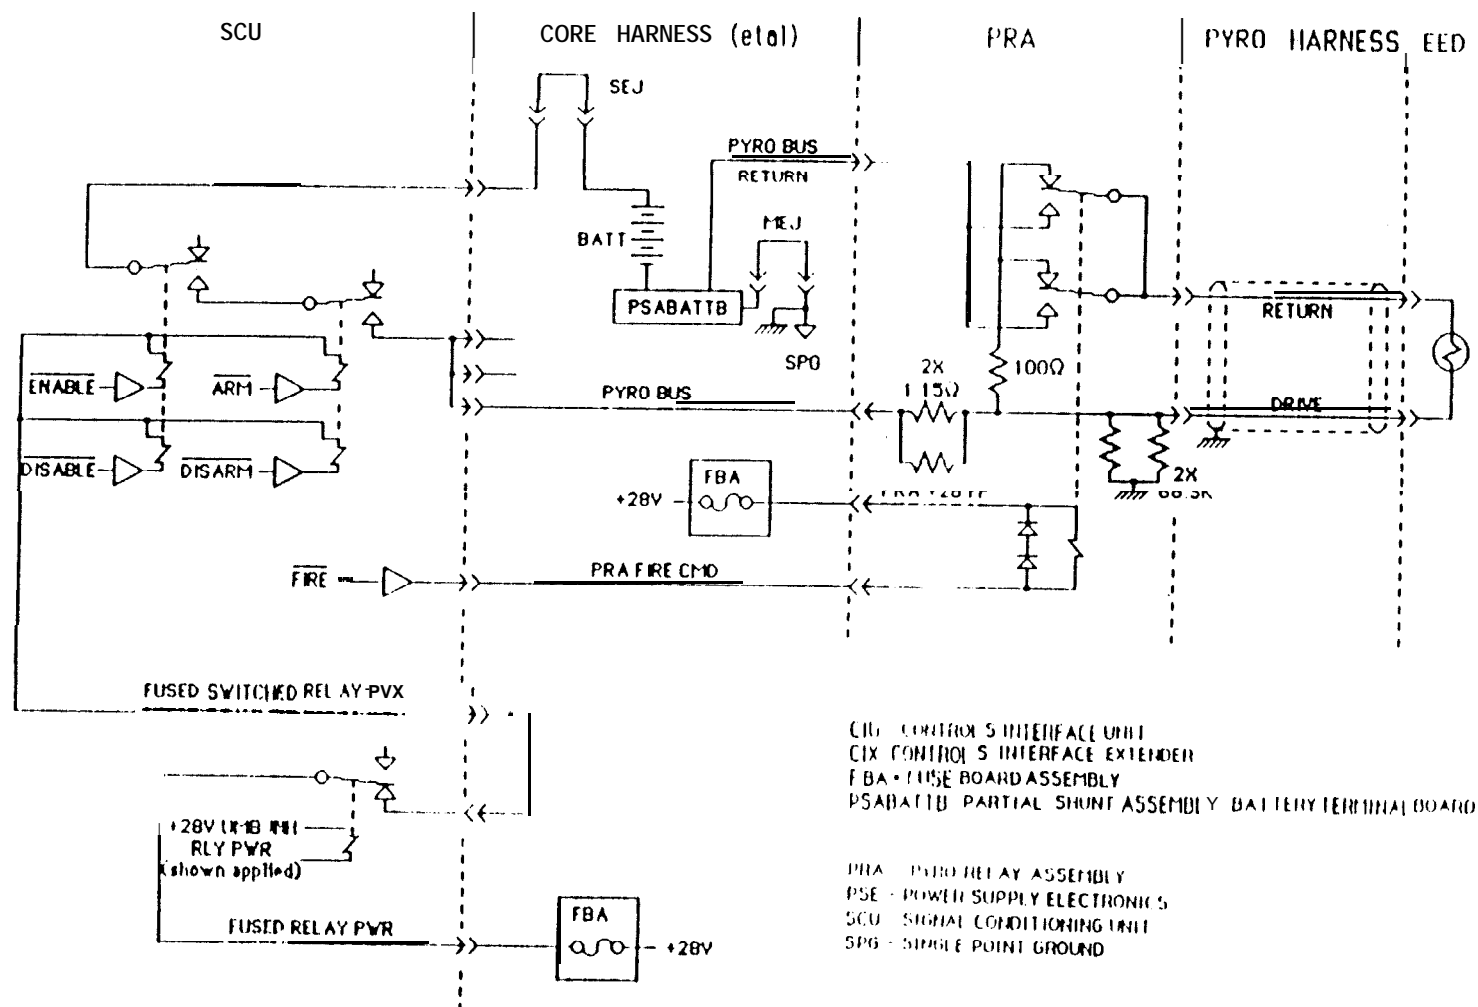 SCU
CORE HARNESS (etal)
PRA
PYRO HARNESS EED
SEJ
PYRO BUS
RETURN
MEJ
BATT
PSABATTB
SPG
RETURN
100Ω
2X
1.15Ω
ENABLE
ARM
PYRO BUS
DRIVE
DISABLE
DISARM
2X
FBA
+28V
FIRE
PRA FIRE CMD
FUSED SWITCHED RELAY-PVX
CIU CONTROLS INTERFACE UNIT
CIX CONTROLS INTERFACE EXTENDER
FBA - FUSE BOARD ASSEMBLY
PSABATTB PARTIAL SHUNT ASSEMBLY BATTERY TERMINAL BOARD
+28V
RLY PWR
(shown applied)
PRA - PYRO RELAY ASSEMBLY
PSE - POWER SUPPLY ELECTRONICS
SCU SIGNAL CONDITIONING UNIT
SPG - SINGLE POINT GROUND
FUSED RELAY PWR
FBA
+28V